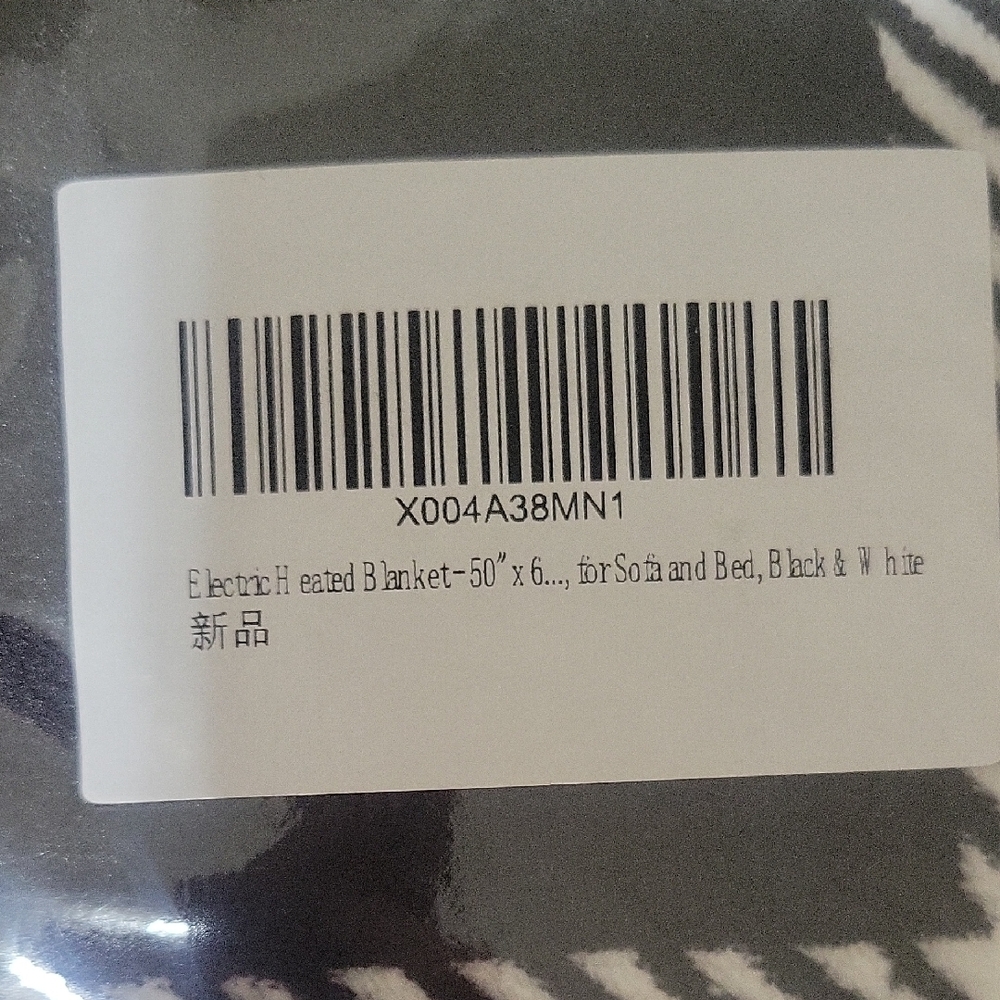 X004A38MN1
Electric Heated Blanket-50”x 6..., for Sofa and Bed, Black & White
新品